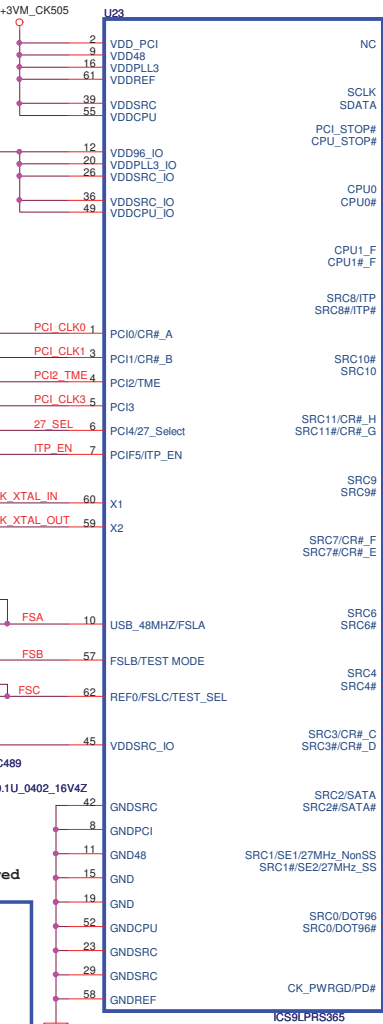 +3VM_CK505
U23
2 VDD_PCI NC
9 VDD48
16 VDDPLL3
61 VDDREF
SCLK
39 VDDSRC SDATA
55 VDDCPU
PCI_STOP#
CPU_STOP#
12 VDD96_IO
20 VDDPLL3_IO
26 VDDSRC_IO
CPU0
36 VDDSRC_IO CPU0#
49 VDDCPU_IO
CPU1_F
CPU1#_F
SRC8/ITP
SRC8#/ITP#
PCI_CLK0 1 PCI0/CR#_A
PCI_CLK1 3 PCI1/CR#_B SRC10#
SRC10
PCI2_TME 4 PCI2/TME
PCI_CLK3 5 PCI3
SRC11/CR#_H
27_SEL 6 PCI4/27_Select SRC11#/CR#_G
ITP_EN 7 PCIF5/ITP_EN
SRC9
SRC9#
K_XTAL_IN 60 X1
K_XTAL_OUT 59 X2
SRC7/CR#_F
SRC7#/CR#_E
SRC6
FSA 10 USB_48MHZ/FSLA SRC6#
FSB 57 FSLB/TEST MODE
SRC4
SRC4#
FSC 62 REF0/FSLC/TEST_SEL
SRC3/CR#_C
45 VDDSRC_IO SRC3#/CR#_D
C489
0.1U_0402_16V4Z
SRC2/SATA
42 GNDSRC SRC2#/SATA#
8 GNDPCI
11 GND48 SRC1/SE1/27MHz_NonSS
SRC1#/SE2/27MHz_SS
15 GND
19 GND
SRC0/DOT96
52 GNDCPU SRC0/DOT96#
23 GNDSRC
29 GNDSRC
CK_PWRGD/PD#
58 GNDREF
ICS9LPRS365